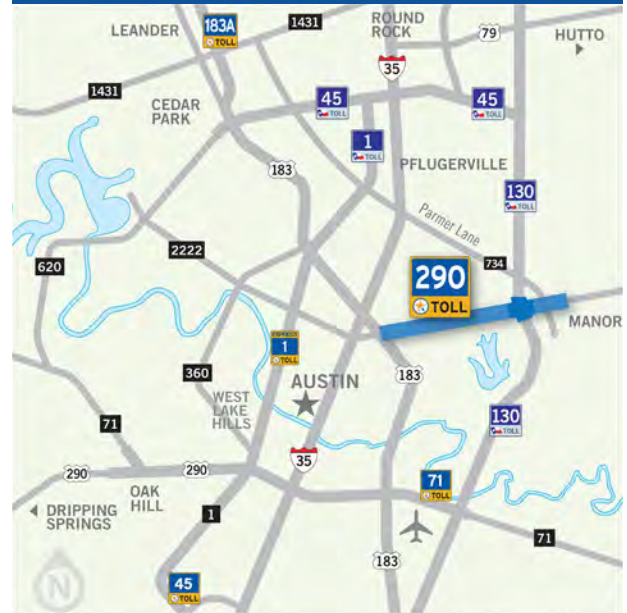 183A
TOLL
LEANDER
1431
ROUND
ROCK
79
HUTTO
35
1431
CEDAR
PARK
45
TOLL
45
TOLL
1
TOLL
183
PFLUGERVILLE
130
TOLL
Parmer Lane
2222
620
734
290
TOLL
MANOR
EXPRESS
1
TOLL
360
AUSTIN
183
WEST
LAKE
HILLS
130
TOLL
71
35
290
290
71
TOLL
OAK
HILL
DRIPPING
SPRINGS
1
71
183
45
TOLL
N